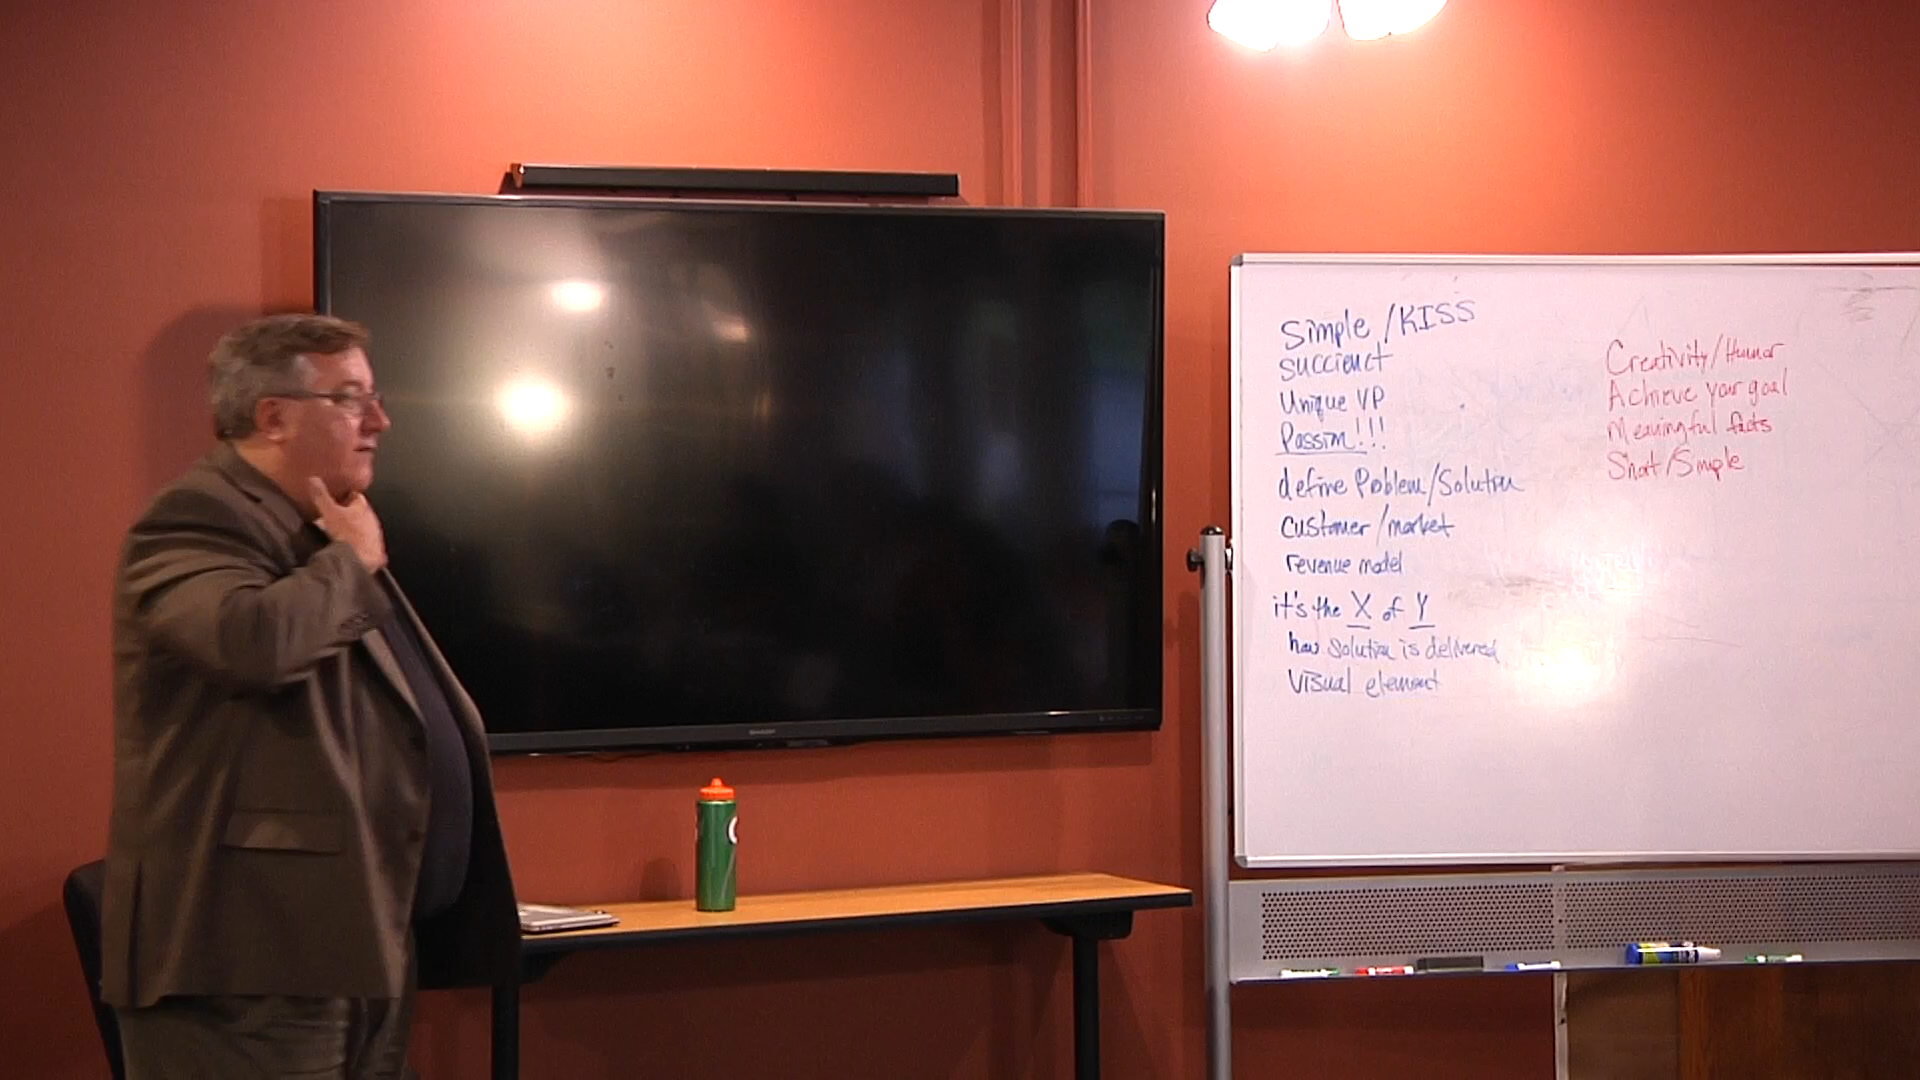 Simple /KISS
succienct
Unique VP
Passion!!!
define Problem/Solution
customer/market
revenue model
it's the X of Y
how solution is delivered
Visual element
Creativity/Humor
Achieve your goal
Meaningful facts
Short/Simple
SHARP